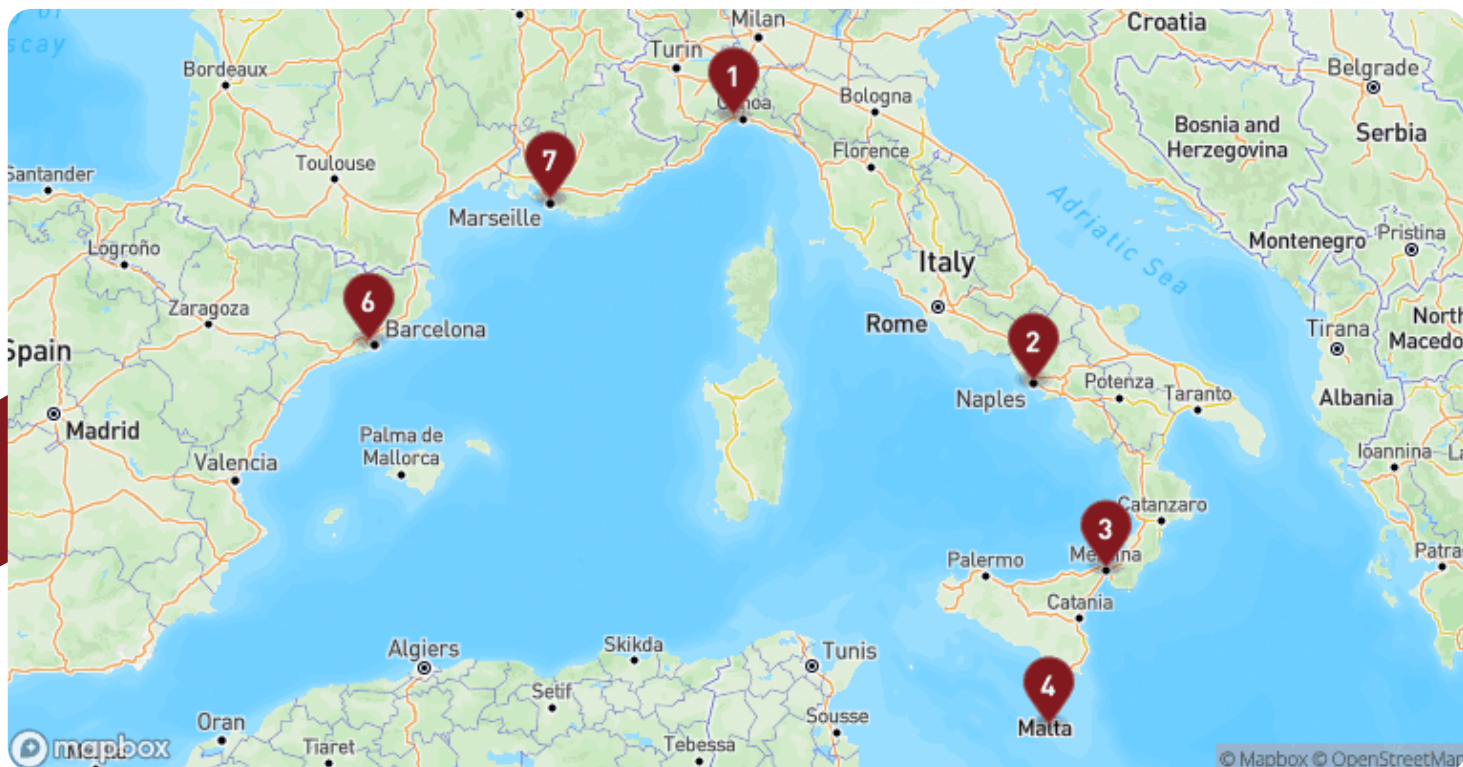 Milan
Croatia
scay
Turin
Bordeaux
Belgrade
1
Genoa
Bologna
Bosnia and
Herzegovina
Serbia
Florence
7
Toulouse
Santander
Marseille
Adriatic Sea
Logroño
Montenegro
Pristina
Italy
6
Zaragoza
Barcelona
Rome
Tirana
North
Macedo
Spain
2
Naples
Potenza
Taranto
Albania
Madrid
Palma de
Mallorca
Valencia
Ioannina
La
Catanzaro
3
Messina
Palermo
Patra
Catania
Algiers
Skikda
Tunis
4
Malta
Setif
Sousse
Oran
Tiaret
Tebessa
mapbox
© Mapbox © OpenStreetMap